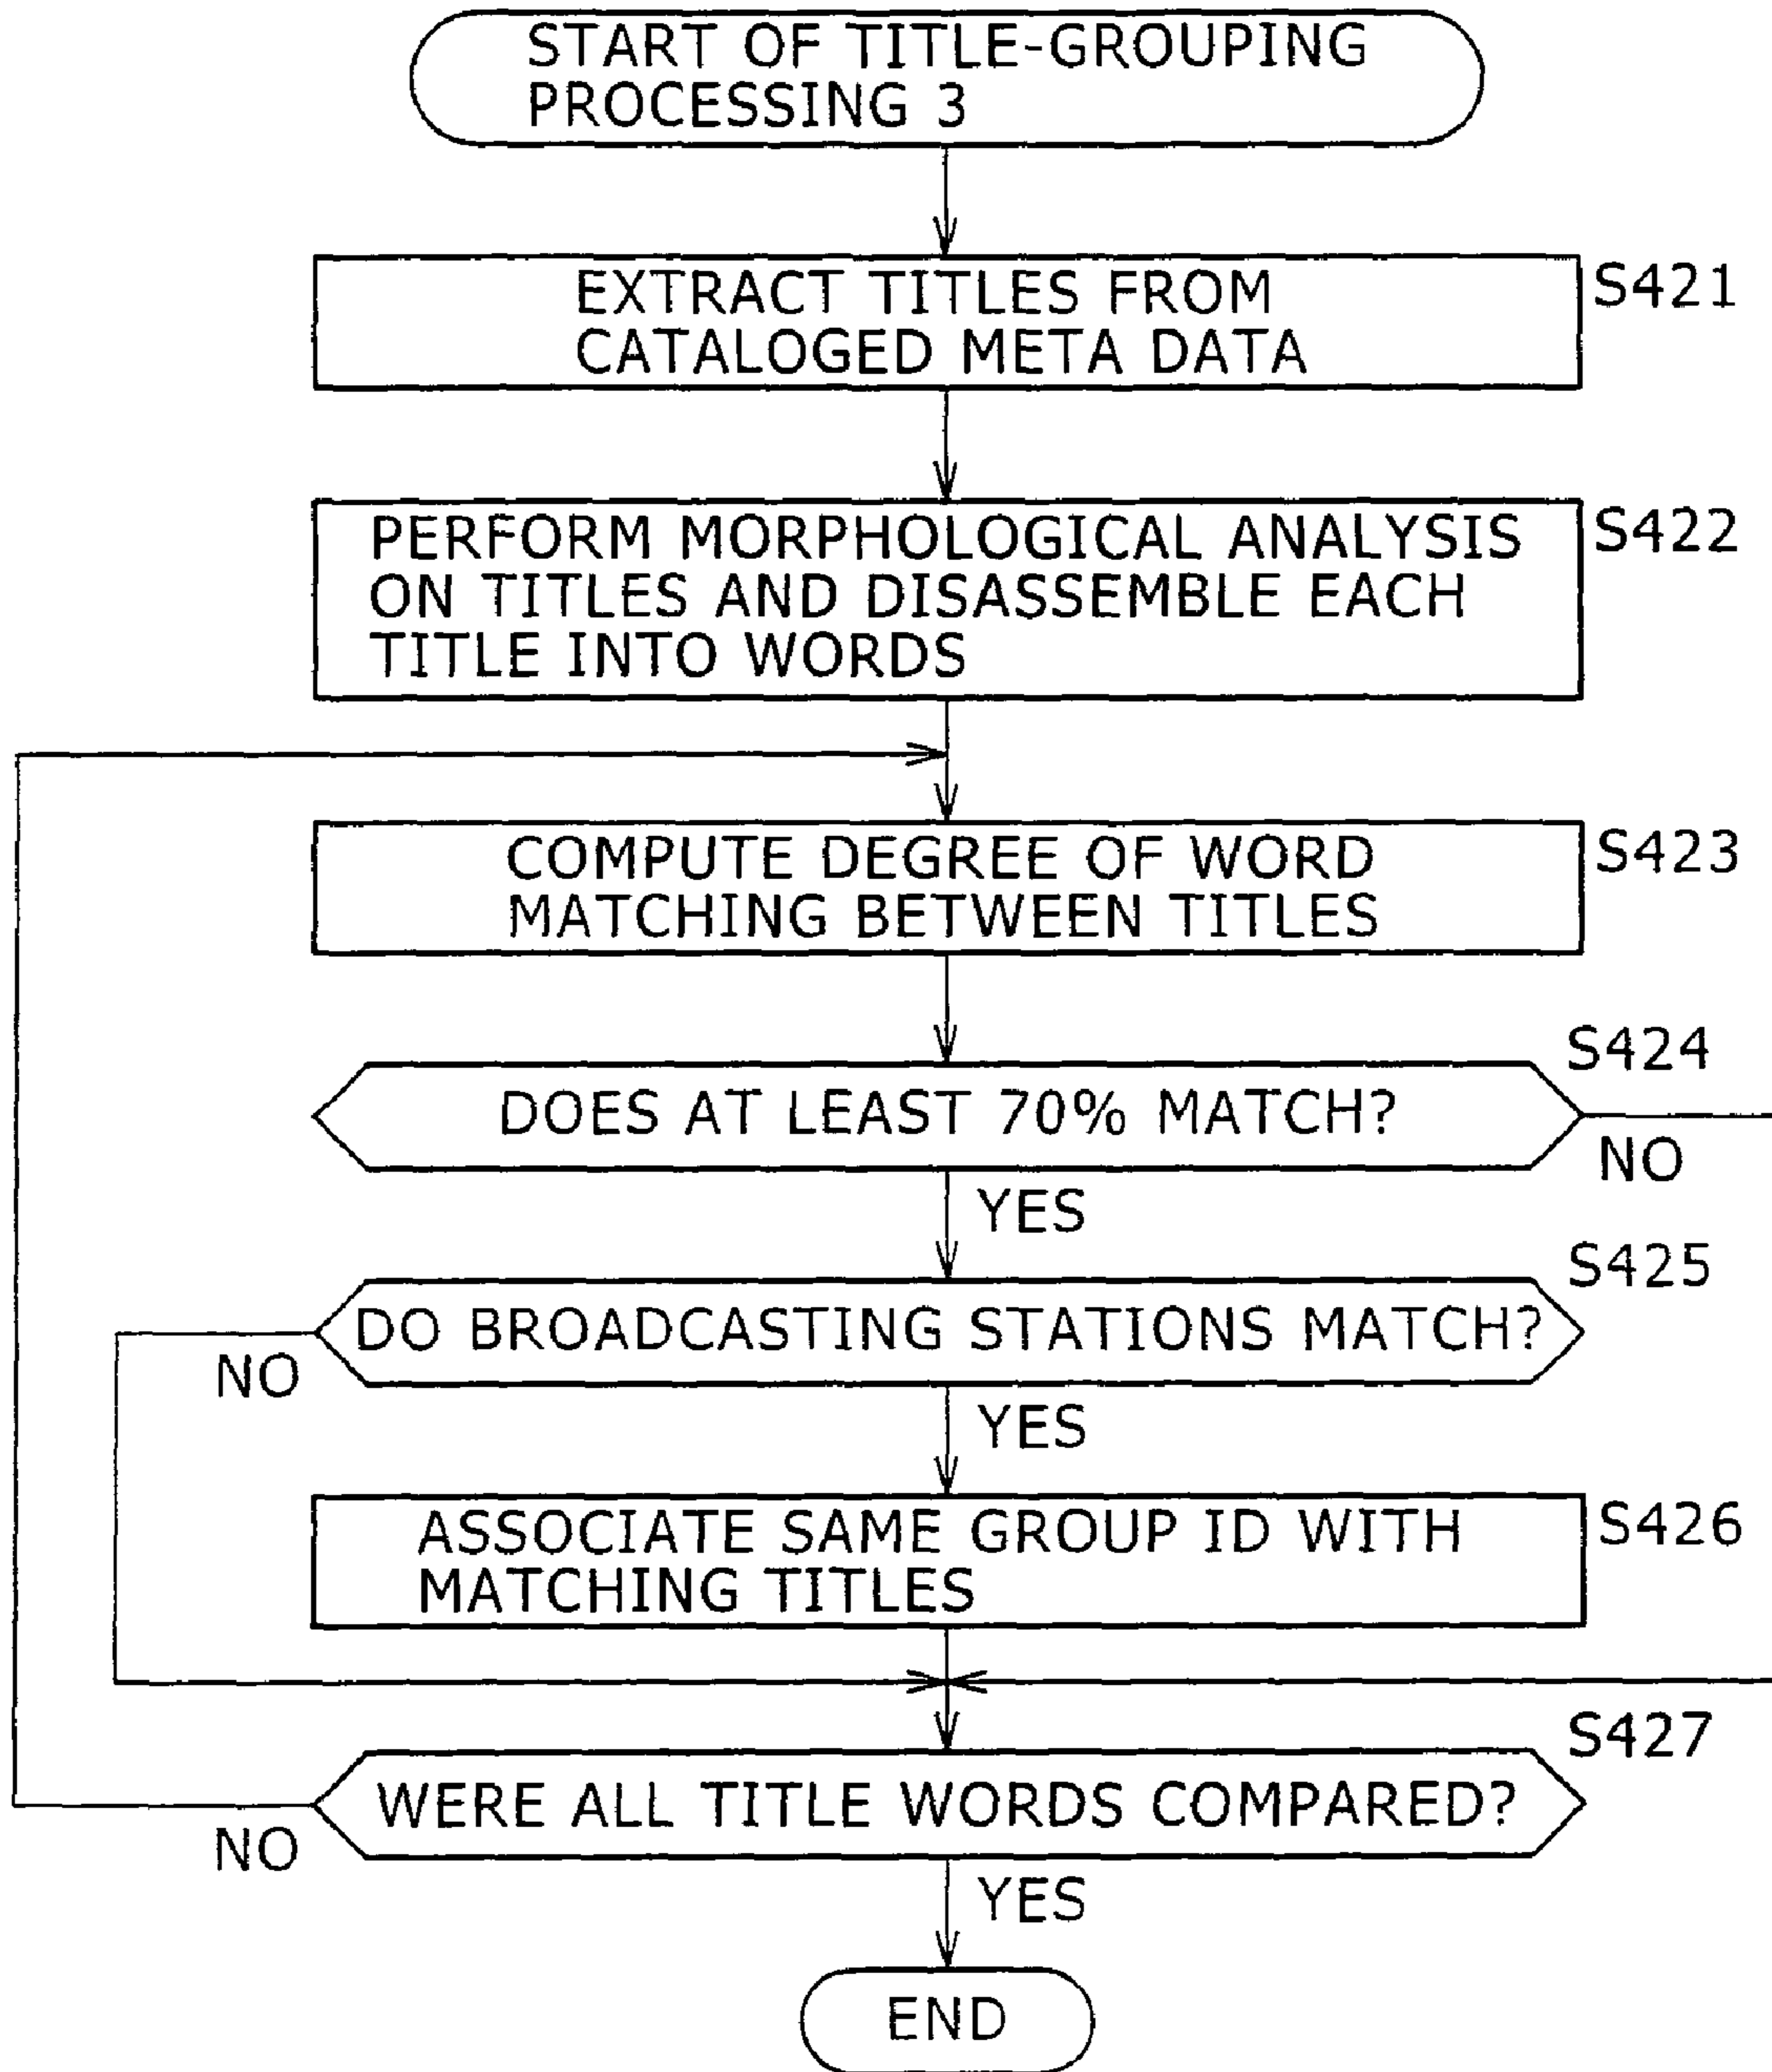 START OF TITLE-GROUPING
PROCESSING 3
EXTRACT TITLES FROM
CATALOGED META DATA
S421
PERFORM MORPHOLOGICAL ANALYSIS
ON TITLES AND DISASSEMBLE EACH
TITLE INTO WORDS
S422
COMPUTE DEGREE OF WORD
MATCHING BETWEEN TITLES
S423
S424
DOES AT LEAST 70% MATCH?
NO
YES
S425
DO BROADCASTING STATIONS MATCH?
NO
YES
ASSOCIATE SAME GROUP ID WITH
MATCHING TITLES
S426
S427
WERE ALL TITLE WORDS COMPARED?
NO
YES
END